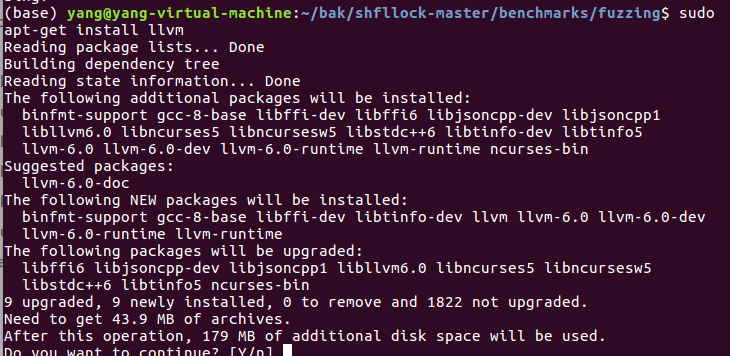 (base) yang@yang-virtual-machine:~/bak/shfllock-master/benchmarks/fuzzing$ sudo
apt-get install llvm
Reading package lists... Done
Building dependency tree
Reading state information... Done
The following additional packages will be installed:
binfmt-support gcc-8-base libffi-dev libffi6 libjsoncpp-dev libjsoncpp1
libllvm6.0 libncurses5 libncursesw5 libstdc++6 libtinfo-dev libtinfo5
llvm-6.0 llvm-6.0-dev llvm-6.0-runtime llvm-runtime ncurses-bin
Suggested packages:
llvm-6.0-doc
The following NEW packages will be installed:
binfmt-support gcc-8-base libffi-dev libtinfo-dev llvm llvm-6.0 llvm-6.0-dev
llvm-6.0-runtime llvm-runtime
The following packages will be upgraded:
libffi6 libjsoncpp-dev libjsoncpp1 libllvm6.0 libncurses5 libncursesw5
libstdc++6 libtinfo5 ncurses-bin
9 upgraded, 9 newly installed, 0 to remove and 1822 not upgraded.
Need to get 43.9 MB of archives.
After this operation, 179 MB of additional disk space will be used.
Do you want to continue? [Y/n]